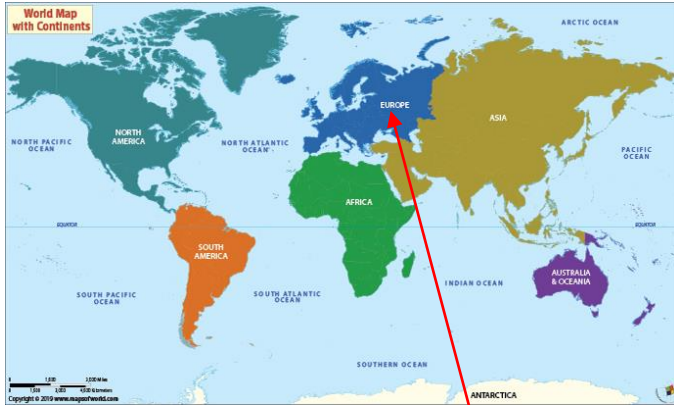 World Map
with Continents
ARCTIC OCEAN
EUROPE
ASIA
NORTH
AMERICA
NORTH PACIFIC
OCEAN
NORTH ATLANTIC
OCEAN
PACIFIC
OCEAN
AFRICA
EQUATOR
EQUATOR
SOUTH
AMERICA
AUSTRALIA
& OCEANIA
INDIAN OCEAN
SOUTH PACIFIC
OCEAN
SOUTH ATLANTIC
OCEAN
SOUTHERN OCEAN
ANTARCTICA
Copyright © 2019 www.mapsofworld.com